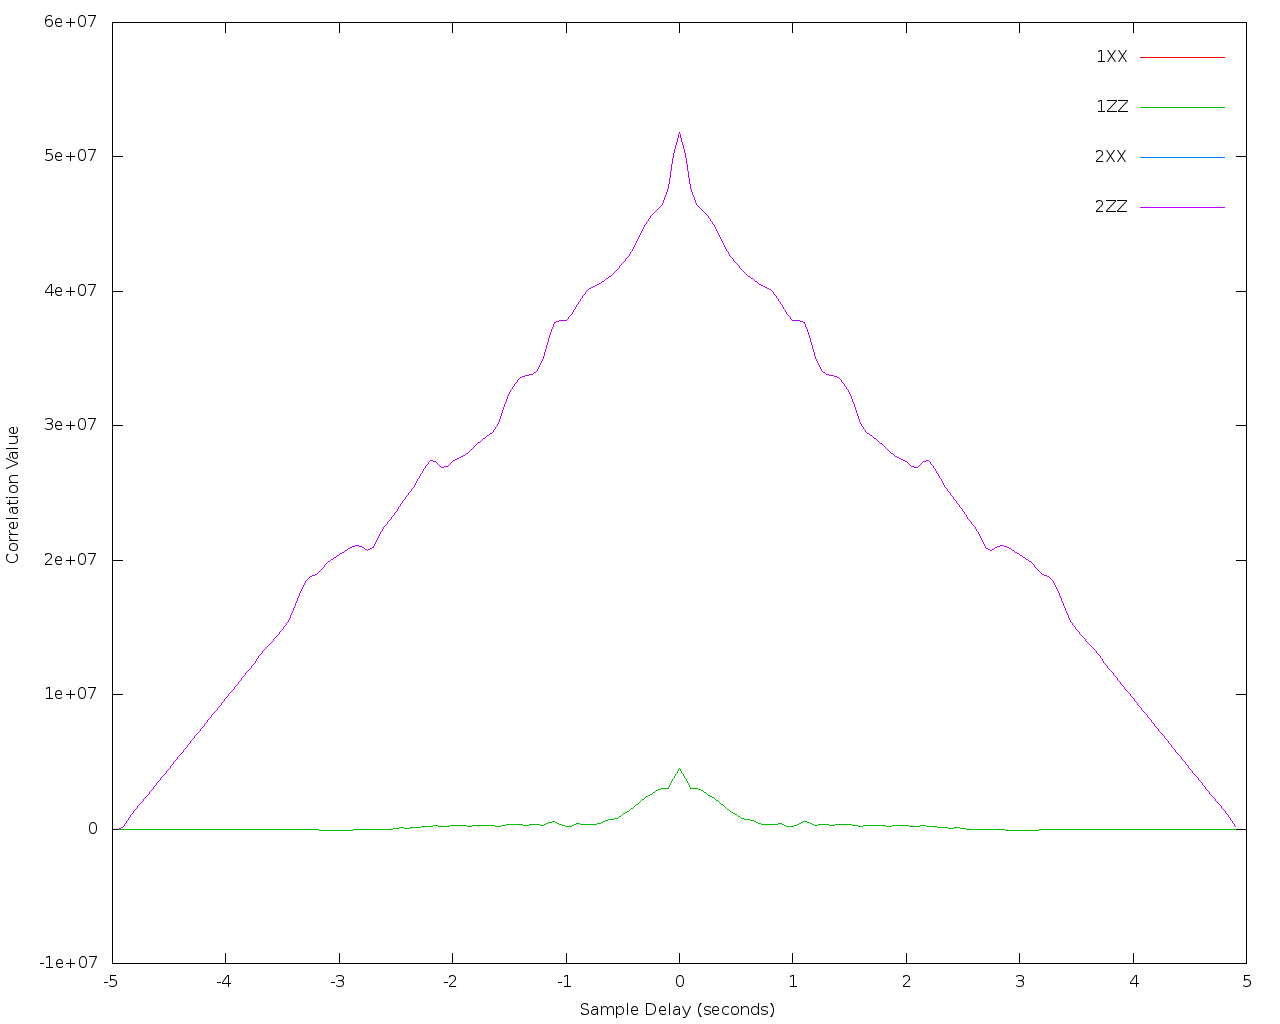 6e+07
5e+07
4e+07
3e+07
2e+07
1e+07
0
-1e+07
-5 -4 -3 -2 -1 0 1 2 3 4 5
Sample Delay (seconds)
Correlation Value
1XX
1ZZ
2XX
2ZZ